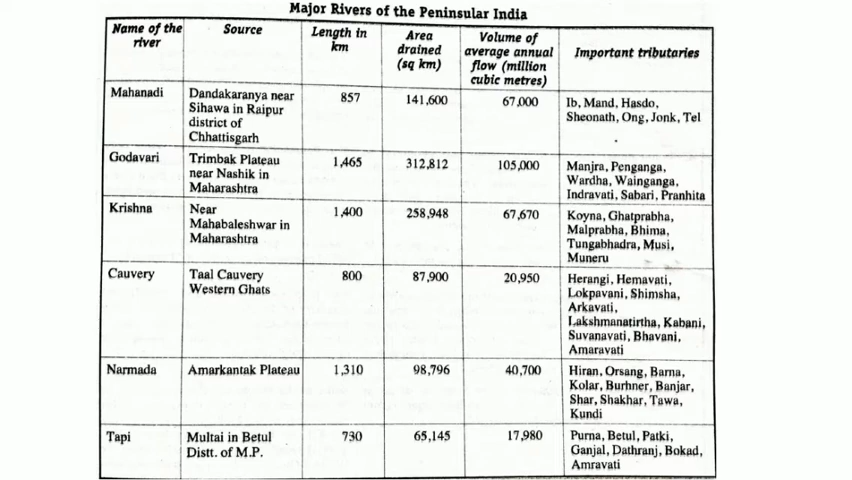 Major Rivers of the Peninsular India
Name of the river | Source | Length in km | Area drained (sq km) | Volume of average annual flow (million cubic metres) | Important tributaries
Mahanadi | Dandakaranya near Sihawa in Raipur district of Chhattisgarh | 857 | 141,600 | 67,000 | Ib, Mand, Hasdo, Sheonath, Ong, Jonk, Tel
Godavari | Trimbak Plateau near Nashik in Maharashtra | 1,465 | 312,812 | 105,000 | Manjra, Penganga, Wardha, Wainganga, Indravati, Sabari, Pranhita
Krishna | Near Mahabaleshwar in Maharashtra | 1,400 | 258,948 | 67,670 | Koyna, Ghatprabha, Malprabha, Bhima, Tungabhadra, Musi, Muneru
Cauvery | Taal Cauvery Western Ghats | 800 | 87,900 | 20,950 | Herangi, Hemavati, Lokpavani, Shimsha, Arkavati, Lakshmanatirtha, Kabani, Suvanavati, Bhavani, Amaravati
Narmada | Amarkantak Plateau | 1,310 | 98,796 | 40,700 | Hiran, Orsang, Barna, Kolar, Burhner, Banjar, Shar, Shakhar, Tawa, Kundi
Tapi | Multai in Betul Distt. of M.P. | 730 | 65,145 | 17,980 | Purna, Betul, Patki, Ganjal, Dathranj, Bokad, Amravati